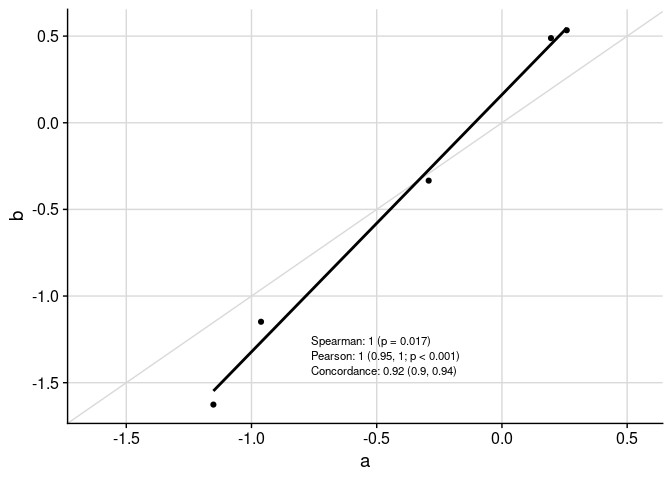 0.5
0.0
b
-0.5
-1.0
Spearman: 1 (p = 0.017)
Pearson: 1 (0.95, 1; p < 0.001)
Concordance: 0.92 (0.9, 0.94)
-1.5
-1.5 -1.0 -0.5 0.0 0.5
a